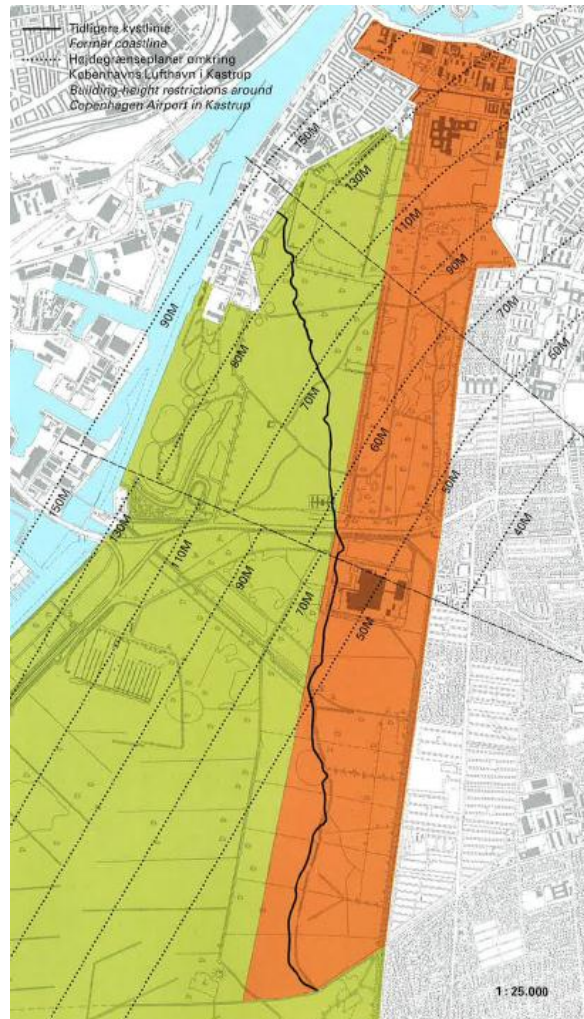 Tidligere kystlinie
Former coastline
Højdegrænseplaner omkring
Københavns Lufthavn i Kastrup
Building-height restrictions around
Copenhagen Airport in Kastrup
150M
130M
110M
90M
90M
70M
50M
80M
70M
60M
50M
40M
150M
130M
110M
90M
70M
50M
1 : 25.000